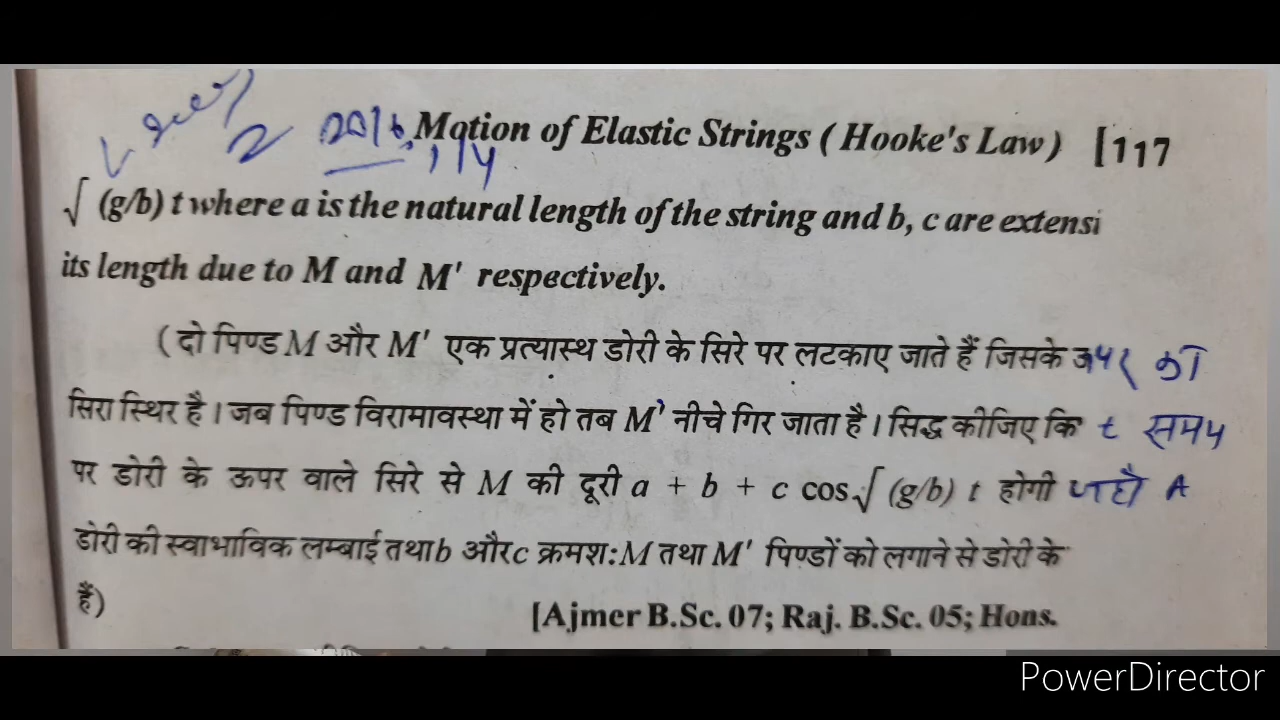 2 2016, 14
Motion of Elastic Strings ( Hooke's Law) [117
√ (g/b) t where a is the natural length of the string and b, c are extensi
its length due to M and M' respectively.
( दो पिण्ड M और M' एक प्रत्यास्थ डोरी के सिरे पर लटकाए जाते हैं जिसके ऊपर का
सिरा स्थिर है । जब पिण्ड विरामावस्था में हो तब M' नीचे गिर जाता है । सिद्ध कीजिए कि t समय
पर डोरी के ऊपर वाले सिरे से M की दूरी a + b + c cos √ (g/b) t होगी जहाँ A
डोरी की स्वाभाविक लम्बाई तथा b और c क्रमश: M तथा M' पिण्डों को लगाने से डोरी के
हैं)
[Ajmer B.Sc. 07; Raj. B.Sc. 05; Hons.
PowerDirector